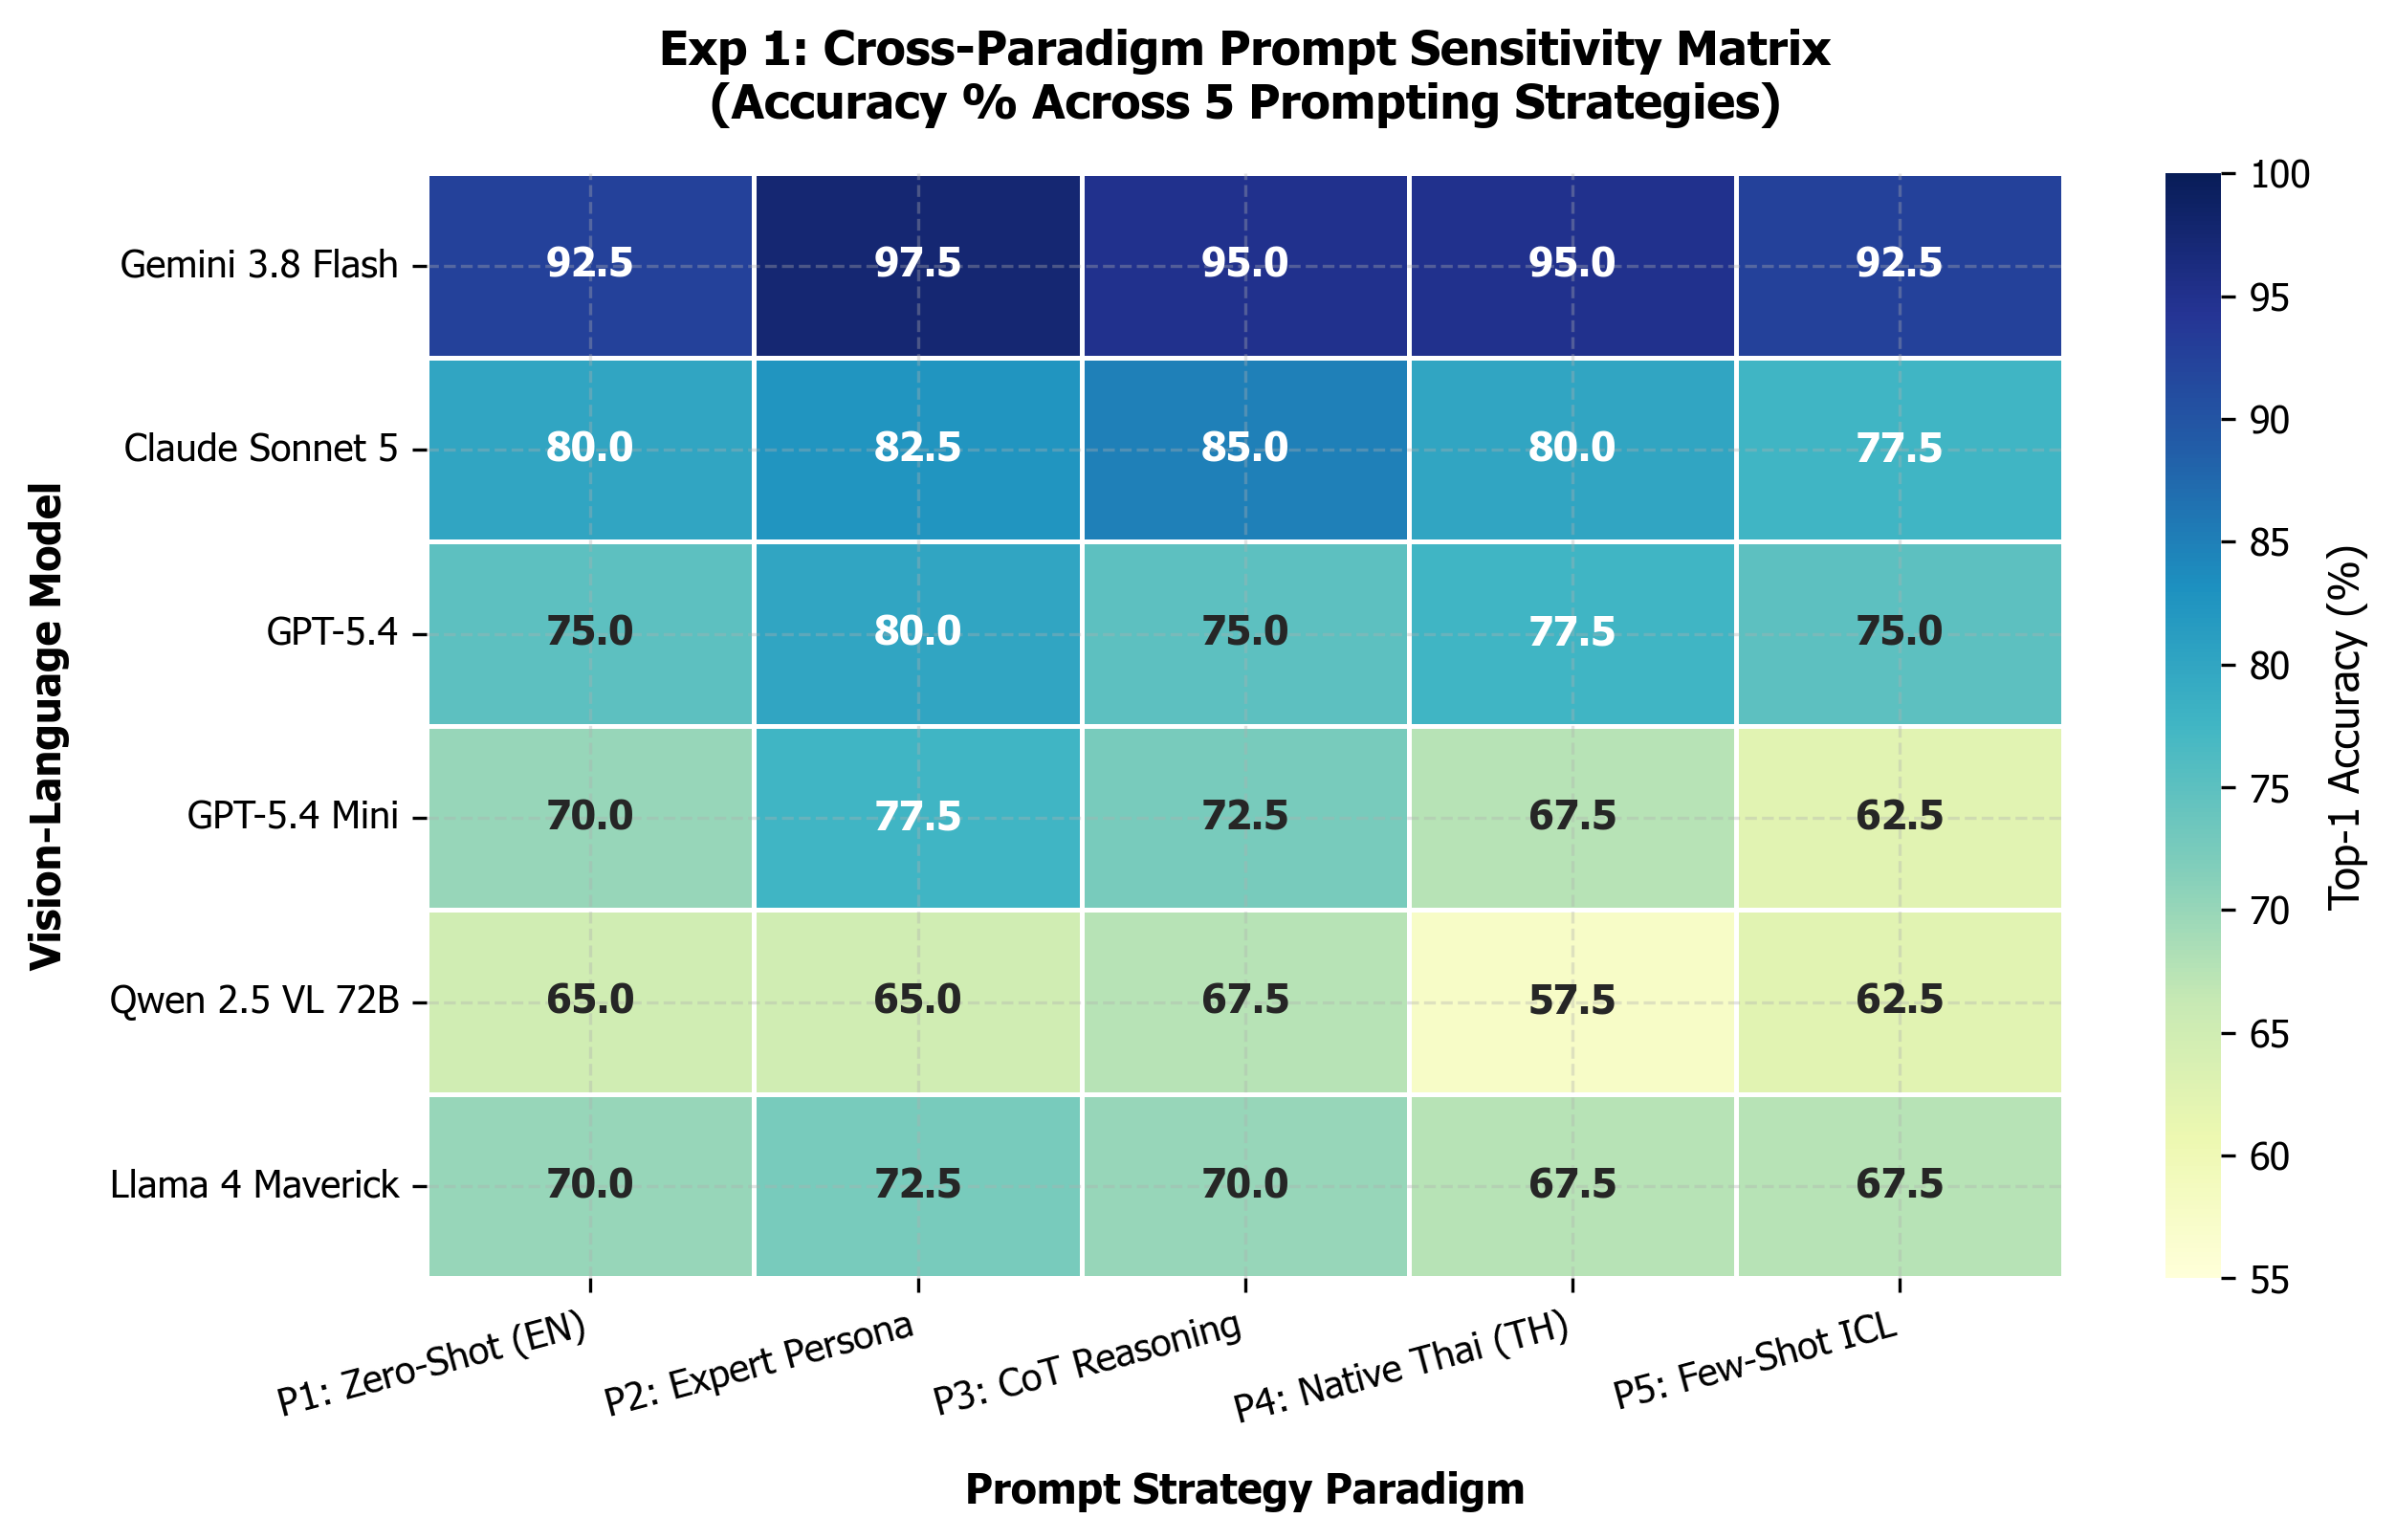 Exp 1: Cross-Paradigm Prompt Sensitivity Matrix
(Accuracy % Across 5 Prompting Strategies)
Vision-Language Model
Gemini 3.8 Flash 92.5 97.5 95.0 95.0 92.5
Claude Sonnet 5 80.0 82.5 85.0 80.0 77.5
GPT-5.4 75.0 80.0 75.0 77.5 75.0
GPT-5.4 Mini 70.0 77.5 72.5 67.5 62.5
Qwen 2.5 VL 72B 65.0 65.0 67.5 57.5 62.5
Llama 4 Maverick 70.0 72.5 70.0 67.5 67.5
P1: Zero-Shot (EN)
P2: Expert Persona
P3: CoT Reasoning
P4: Native Thai (TH)
P5: Few-Shot ICL
Prompt Strategy Paradigm
100
95
90
85
80
75
70
65
60
55
Top-1 Accuracy (%)